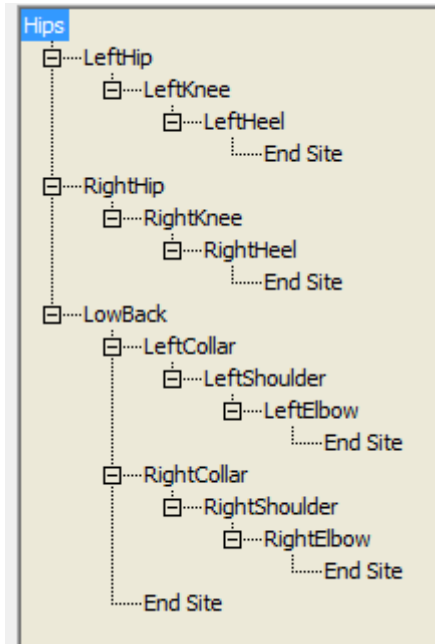 Hips
LeftHip
LeftKnee
LeftHeel
End Site
RightHip
RightKnee
RightHeel
End Site
LowBack
LeftCollar
LeftShoulder
LeftElbow
End Site
RightCollar
RightShoulder
RightElbow
End Site
End Site